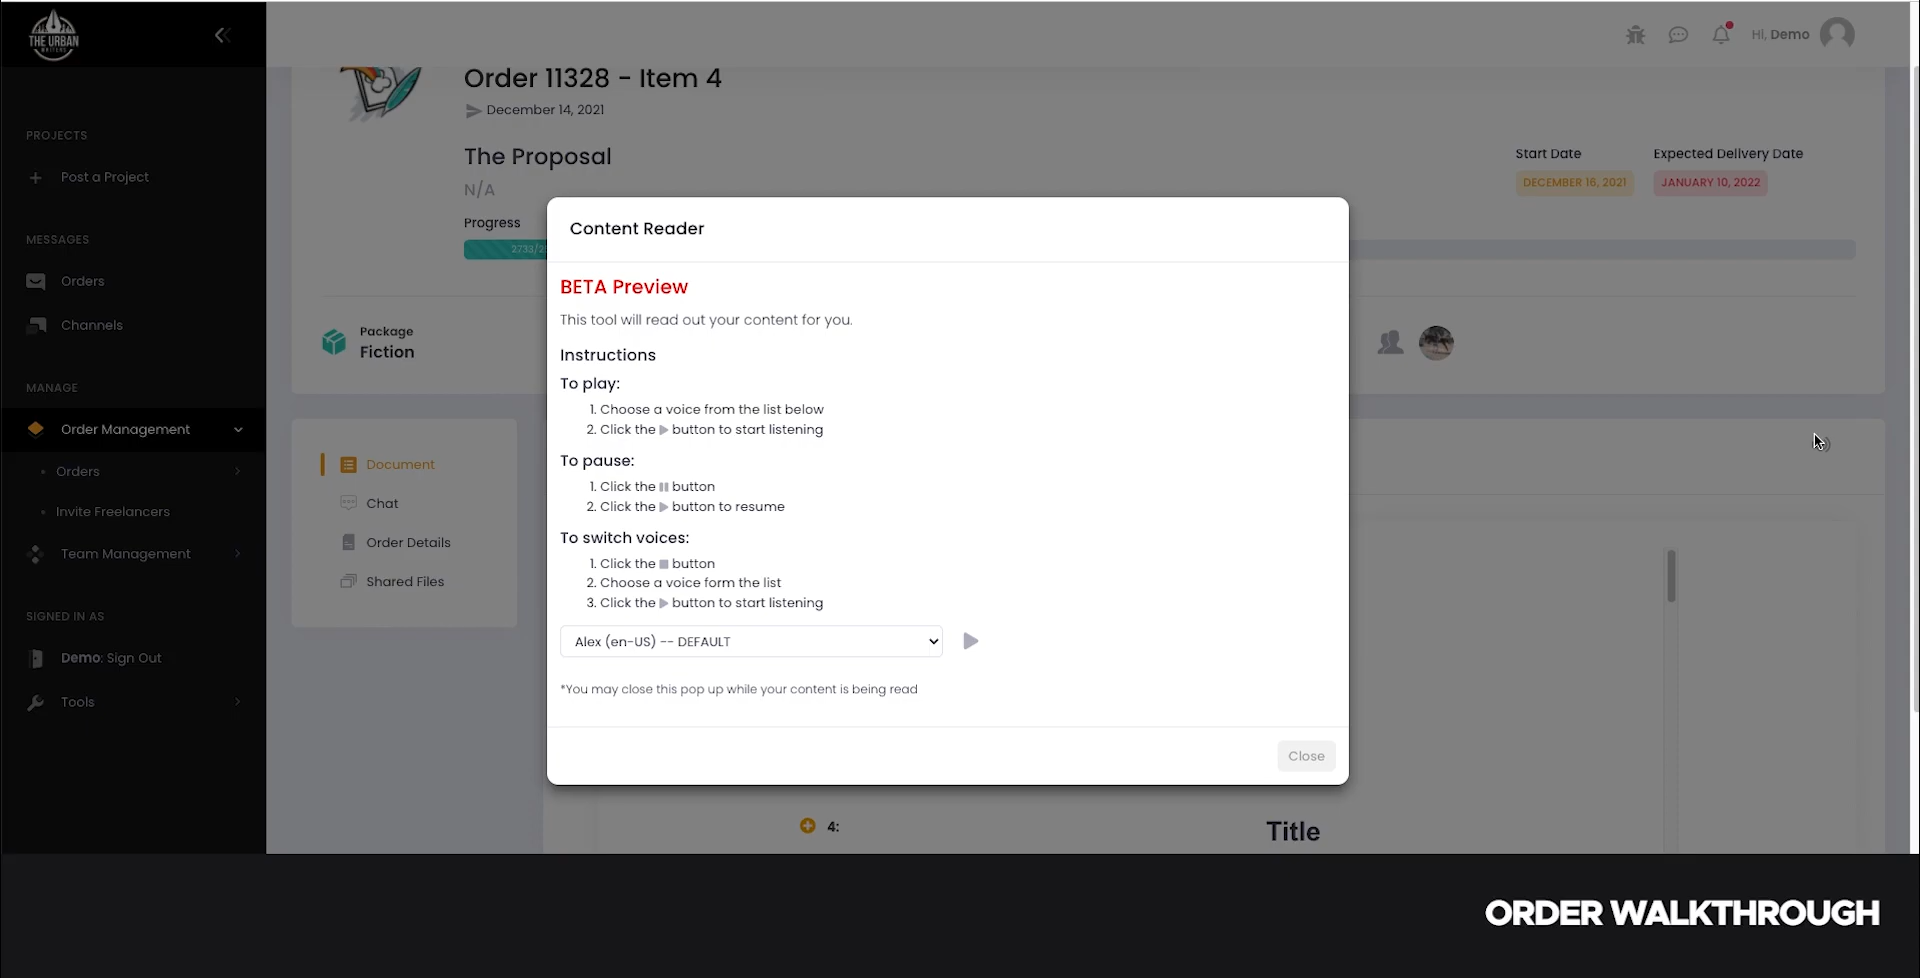 THE URBAN
WRITERS
Hi, Demo
PROJECTS
Post a Project
MESSAGES
Orders
Channels
MANAGE
Order Management
Orders
Invite Freelancers
Team Management
SIGNED IN AS
Demo: Sign Out
Tools
Order 11328 - Item 4
December 14, 2021
The Proposal
N/A
Start Date
Expected Delivery Date
DECEMBER 16, 2021
JANUARY 10, 2022
Progress
Package
Fiction
Document
Chat
Order Details
Shared Files
Content Reader
BETA Preview
This tool will read out your content for you.
Instructions
To play:
1. Choose a voice from the list below
2. Click the button to start listening
To pause:
1. Click the button
2. Click the button to resume
To switch voices:
1. Click the button
2. Choose a voice form the list
3. Click the button to start listening
Alex (en-US) -- DEFAULT
*You may close this pop up while your content is being read
Close
4:
Title
ORDER WALKTHROUGH